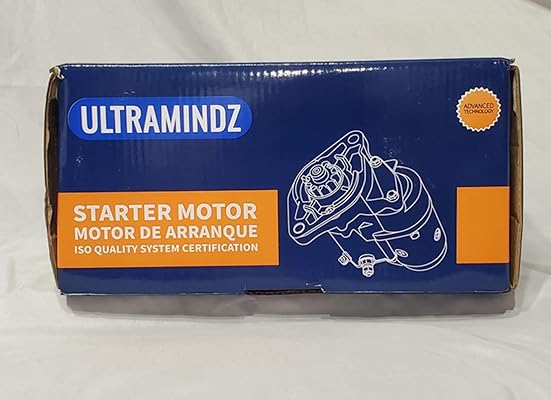 ULTRAMINDZ
ADVANCED
TECHNOLOGY
STARTER MOTOR
MOTOR DE ARRANQUE
ISO QUALITY SYSTEM CERTIFICATION